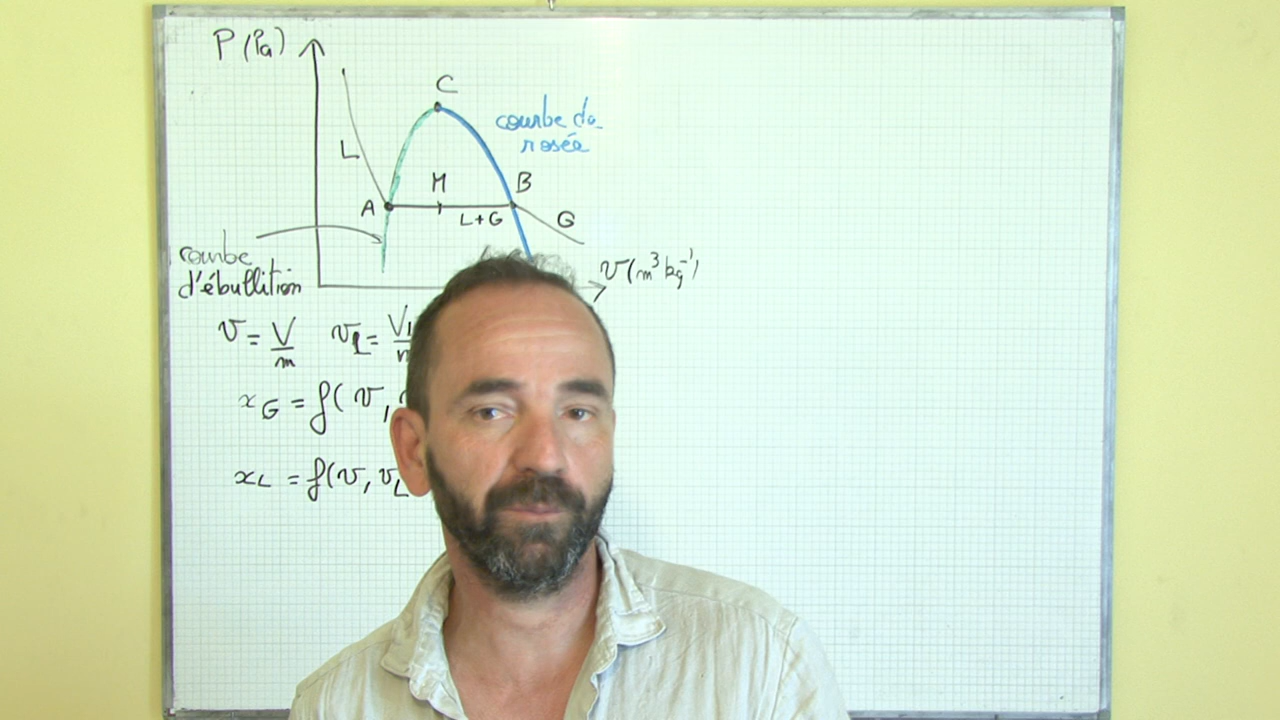 P (Pa)
C
courbe de
rosée
L
M
B
A
L+G
G
courbe
d'ébullition
v (m³ kg⁻¹)
v = V/m
x_G = f( v,
x_L = f(v, v_L